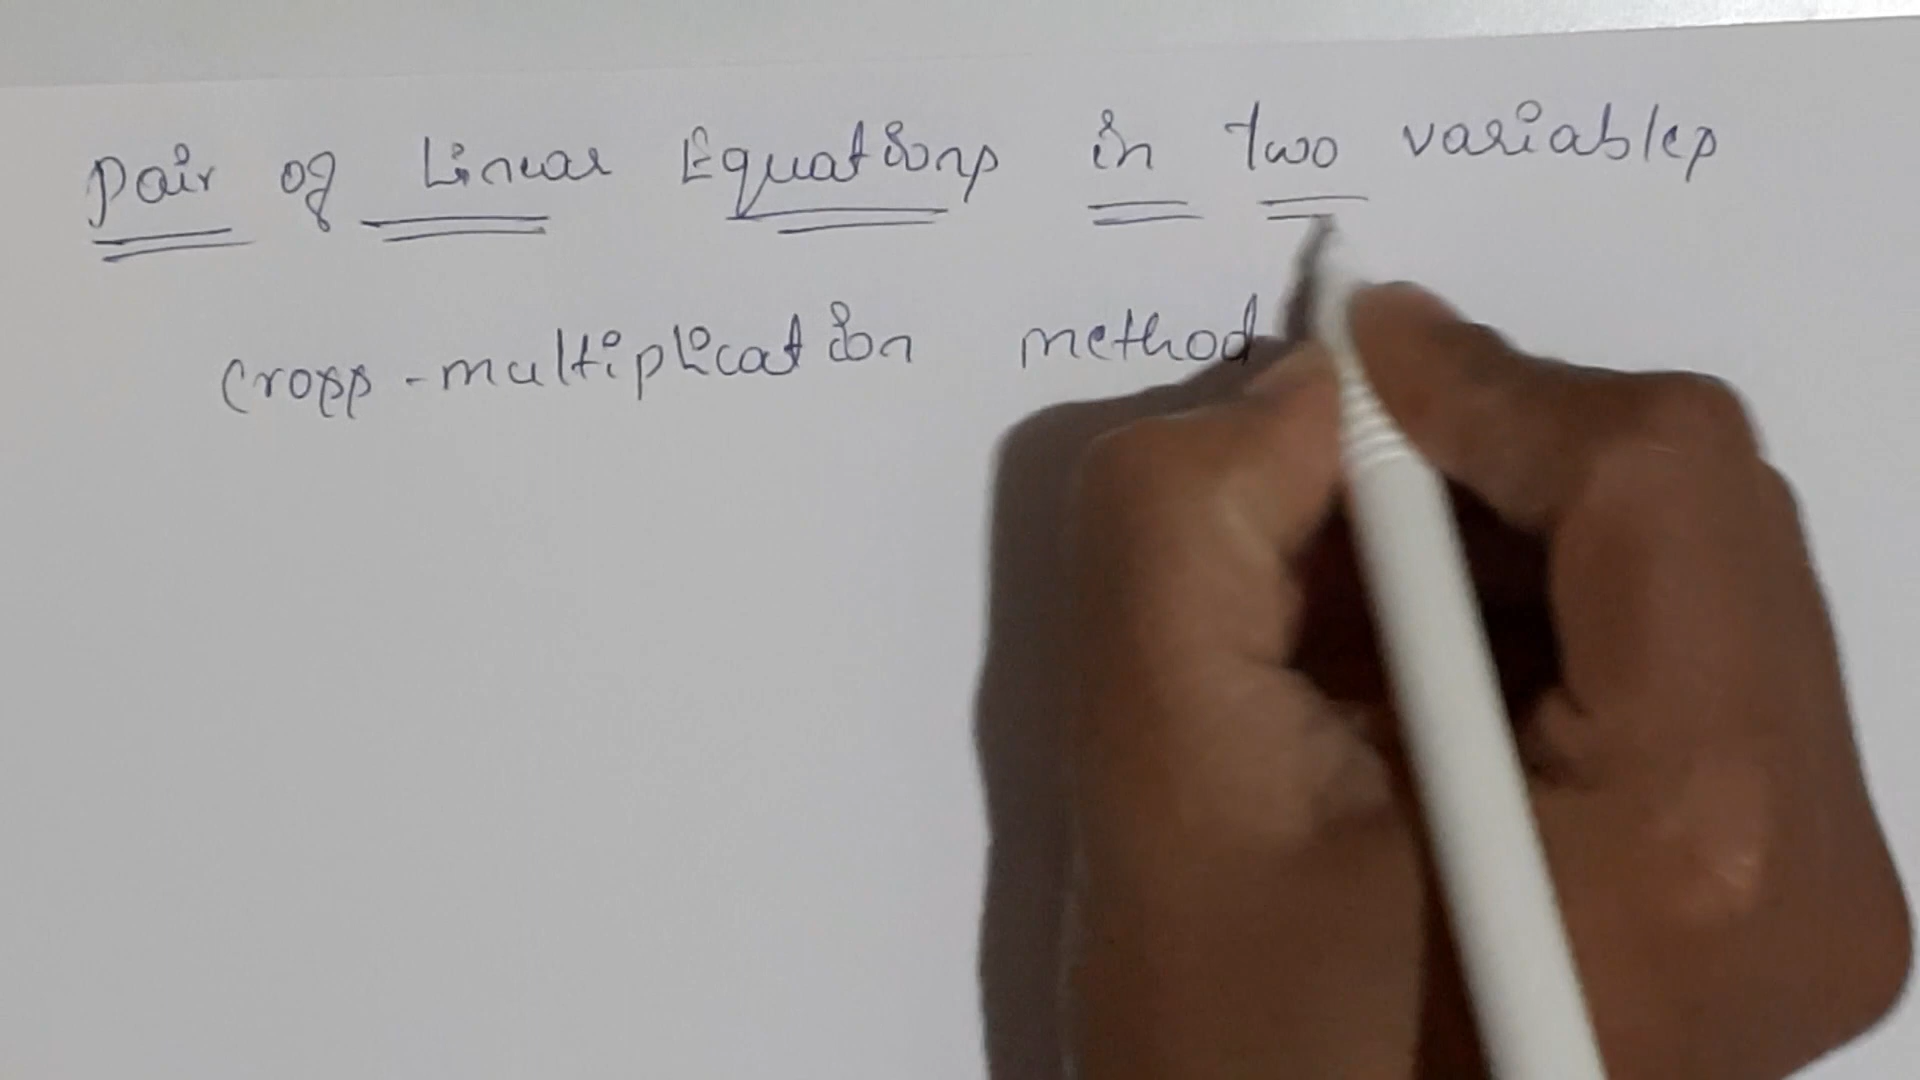 Pair of Linear Equations in two variables
cross-multiplication method